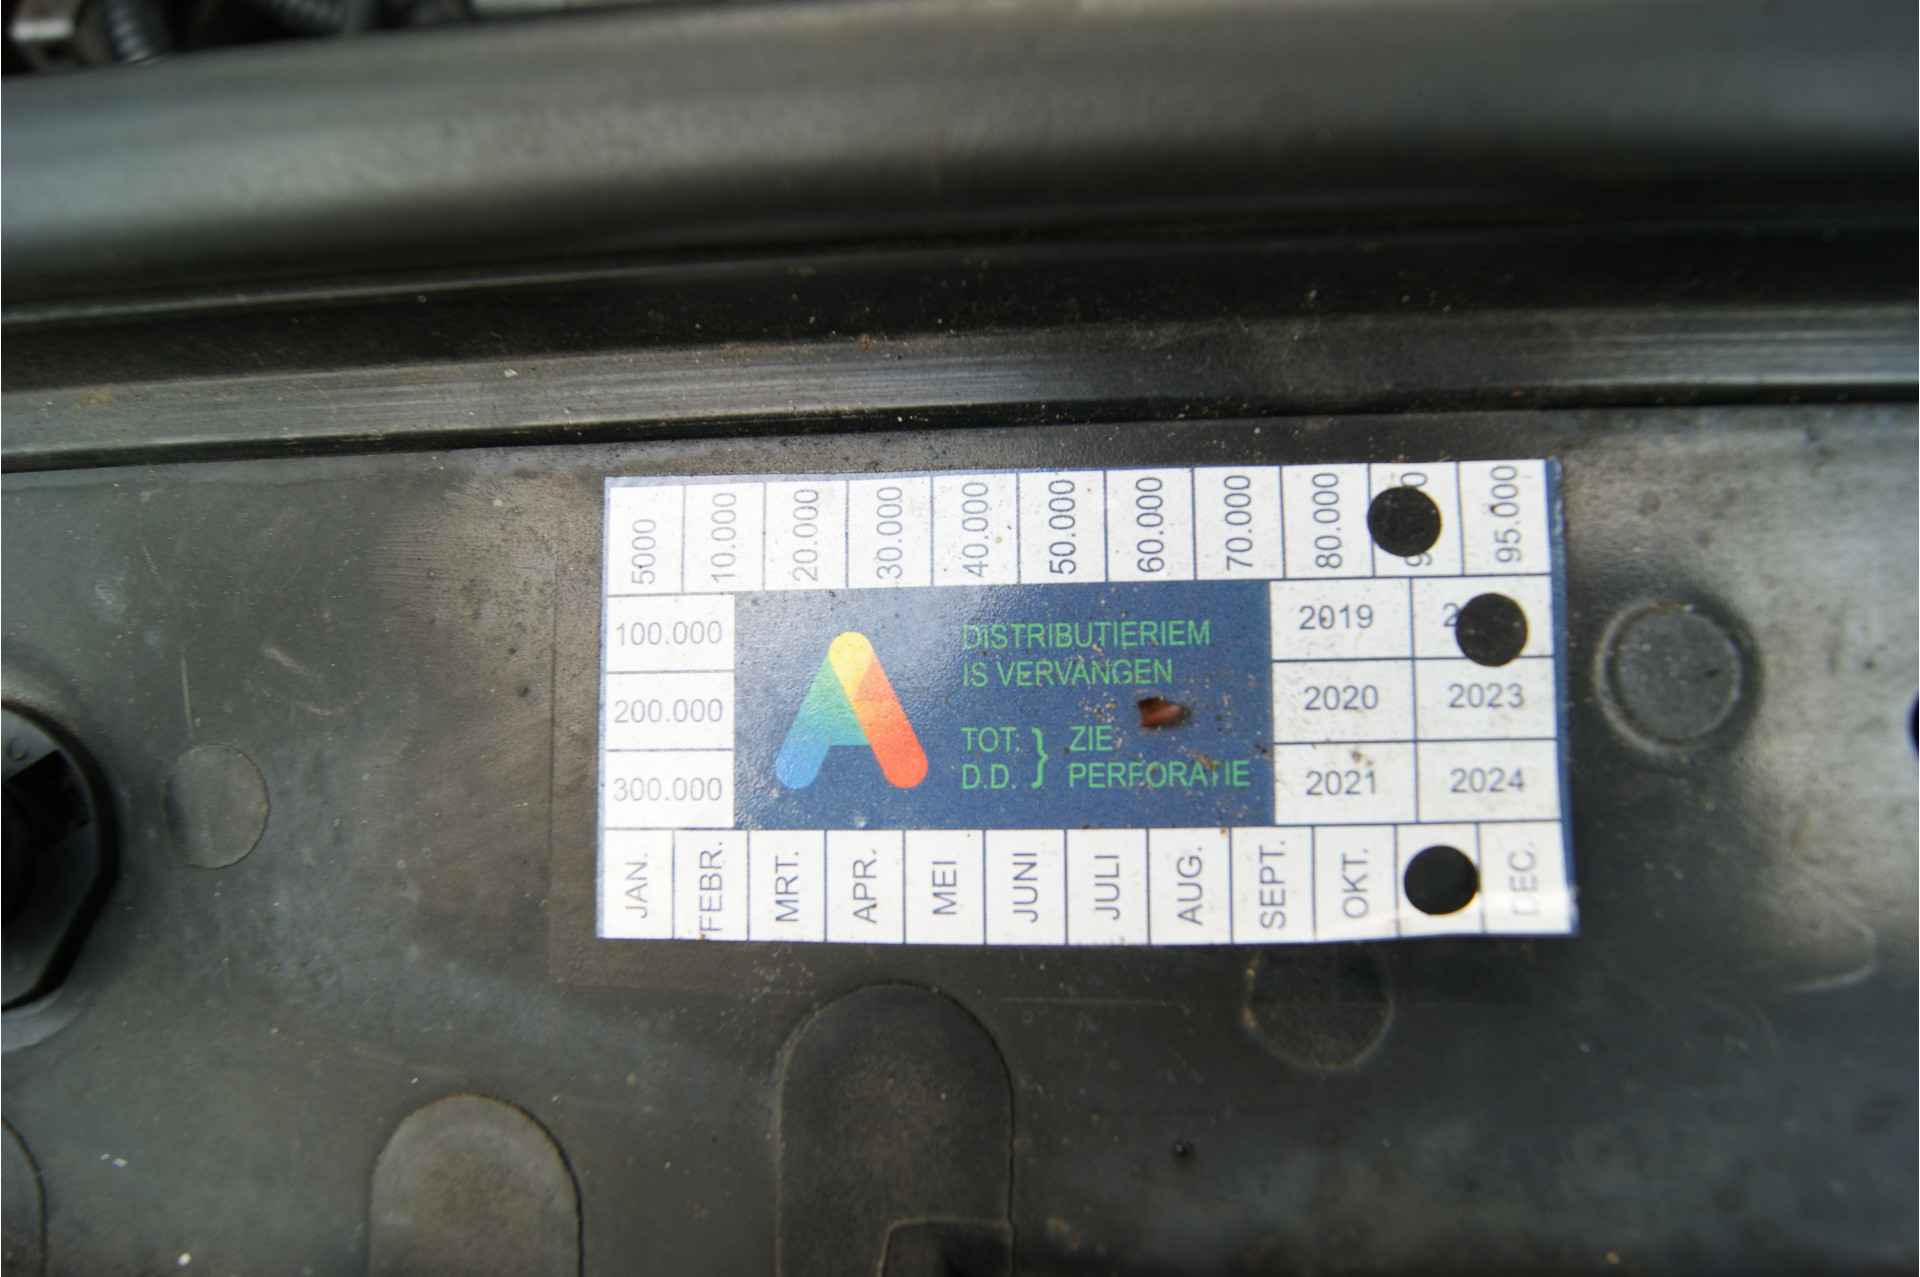 5000 10.000 20.000 30.000 40.000 50.000 60.000 70.000 80.000 95.000
100.000 DISTRIBUTIERIEM 2019
IS VERVANGEN
200.000 2020 2023
TOT: } ZIE
300.000 D.D. PERFORATIE 2021 2024
JAN. FEBR. MRT. APR. MEI JUNI JULI AUG. SEPT. OKT. DEC.